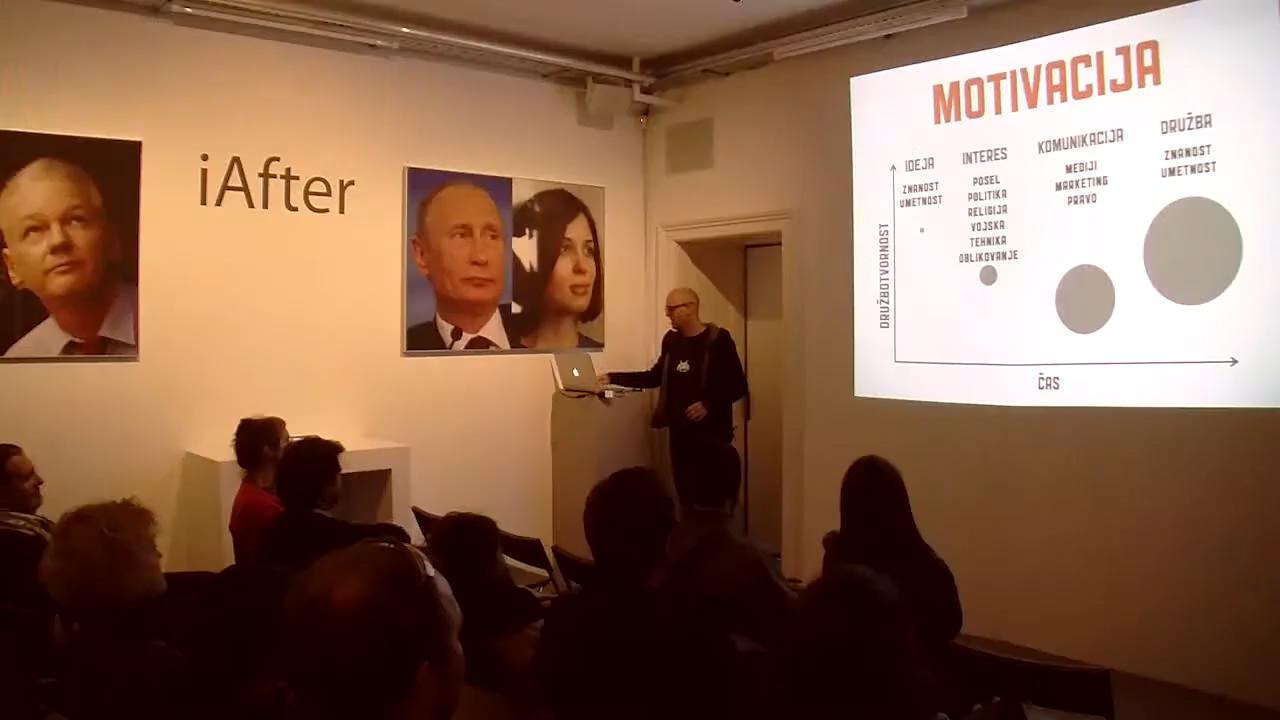 iAfter
MOTIVACIJA
IDEJA
ZNANOST
UMETNOST
INTERES
POSEL
POLITIKA
RELIGIJA
VOJSKA
TEHNIKA
OBLIKOVANJE
KOMUNIKACIJA
MEDIJI
MARKETING
PRAVO
DRUŽBA
ZNANOST
UMETNOST
DRUŽBOTVORNOST
ČAS